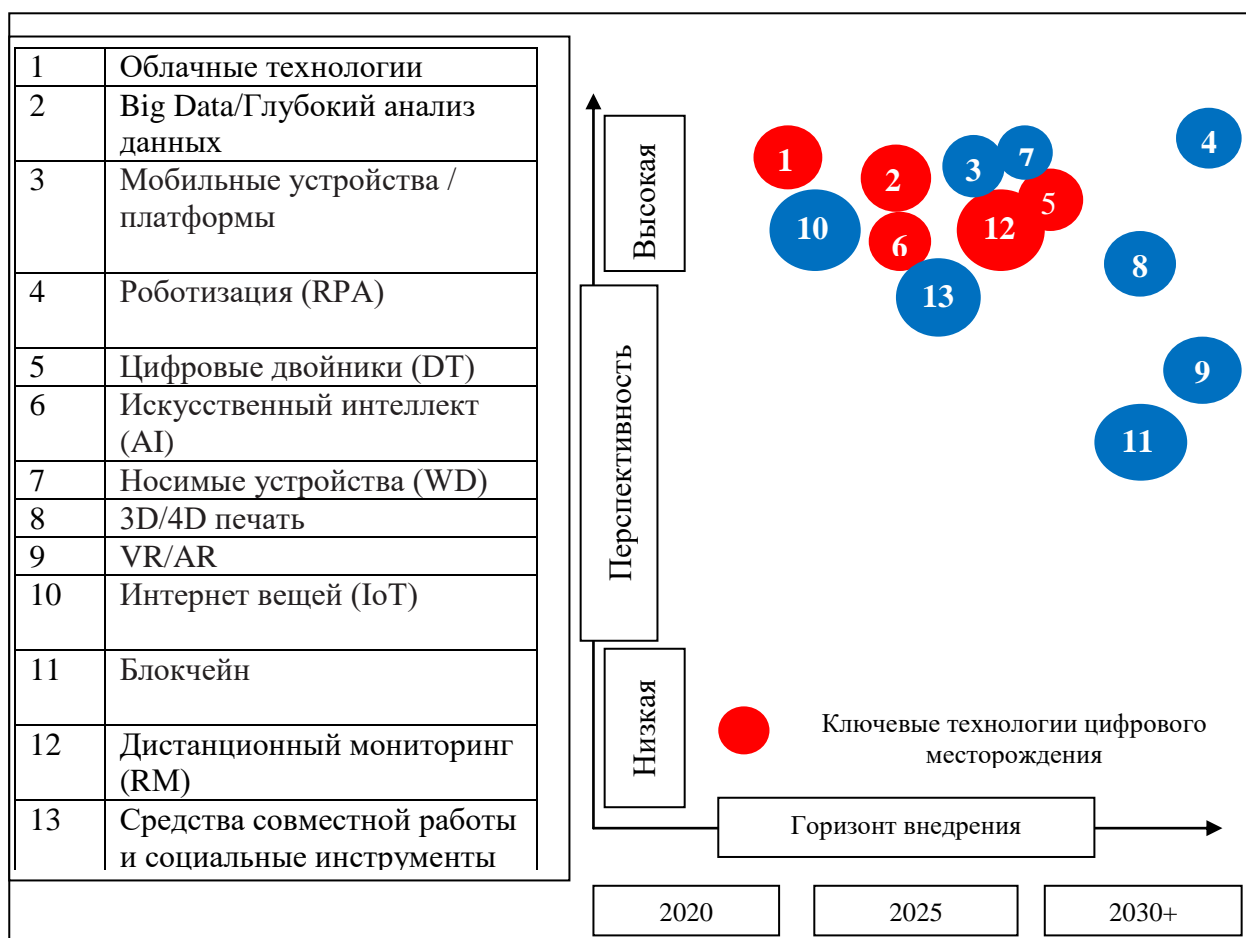 1 Облачные технологии
2 Big Data/Глубокий анализ
данных
3 Мобильные устройства /
платформы
4 Роботизация (RPA)
5 Цифровые двойники (DT)
6 Искусственный интеллект
(AI)
7 Носимые устройства (WD)
8 3D/4D печать
9 VR/AR
10 Интернет вещей (IoT)
11 Блокчейн
12 Дистанционный мониторинг
(RM)
13 Средства совместной работы
и социальные инструменты
Высокая
Перспективность
Низкая
1
2
3
7
4
5
10
6
12
8
13
9
11
Ключевые технологии цифрового
месторождения
Горизонт внедрения
2020
2025
2030+